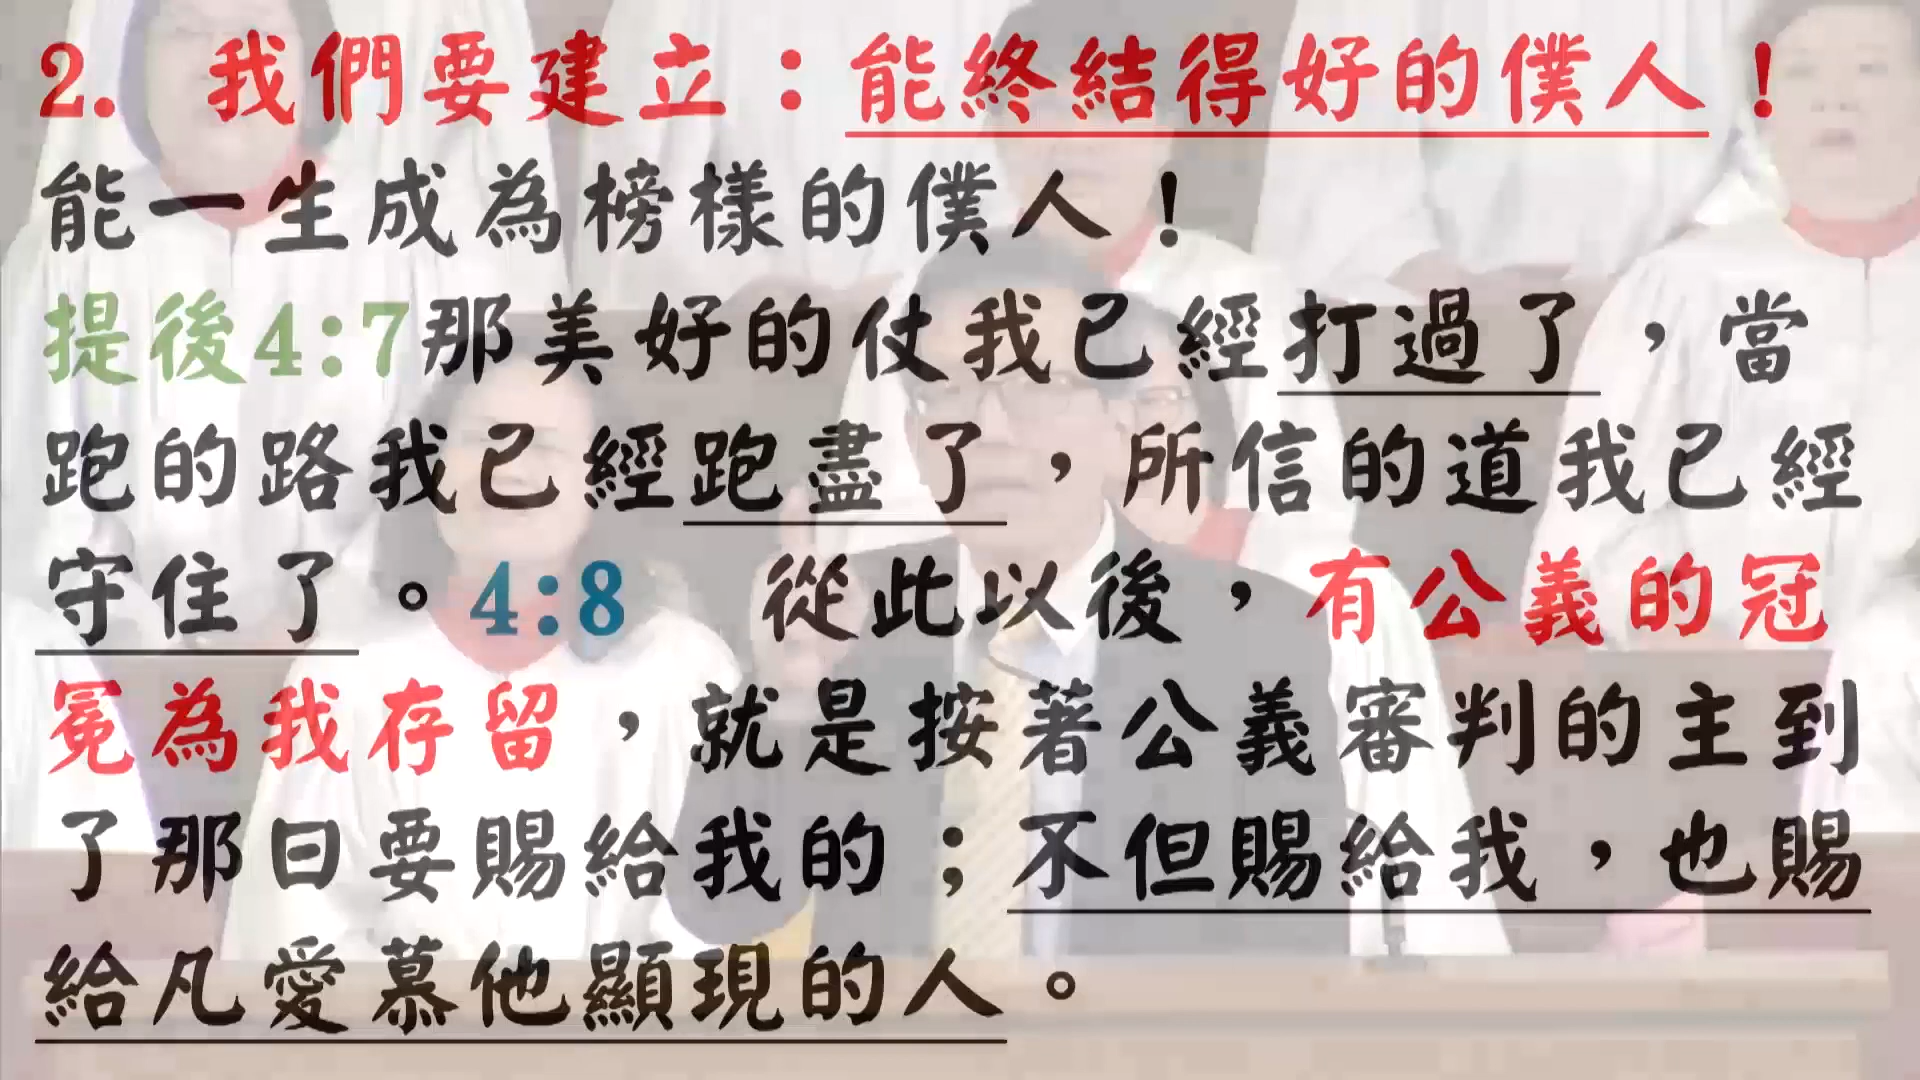 2. 我們要建立：能終結得好的僕人！
能一生成為榜樣的僕人！
提後4:7那美好的仗我已經打過了，當
跑的路我已經跑盡了，所信的道我已經
守住了。4:8 從此以後，有公義的冠
冕為我存留，就是按著公義審判的主到
了那日要賜給我的；不但賜給我，也賜
給凡愛慕他顯現的人。